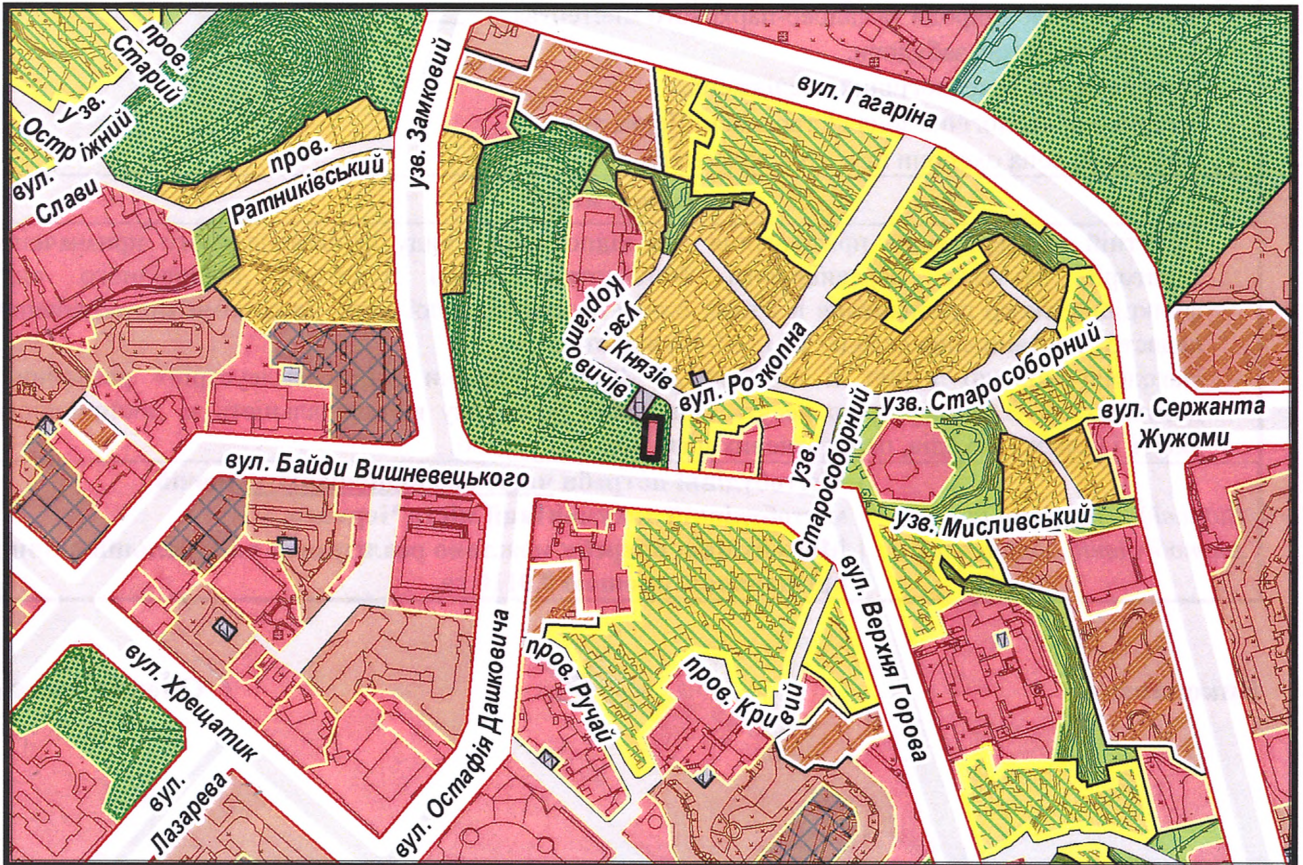 пров.
Старий
узв.
Остр іжний
вул.
Слави
пров.
Ратниківський
узв. Замковий
вул. Гагаріна
узв. Князів
Коріатовичів
вул. Розкопна
узв. Старособорний
узв.
Старособорний
вул. Сержанта
Жужоми
вул. Байди Вишневецького
узв. Мисливський
вул. Верхня Горова
вул. Хрещатик
вул.
Лазарева
вул. Остафія Дашковича
пров. Ручай
пров. Кривий